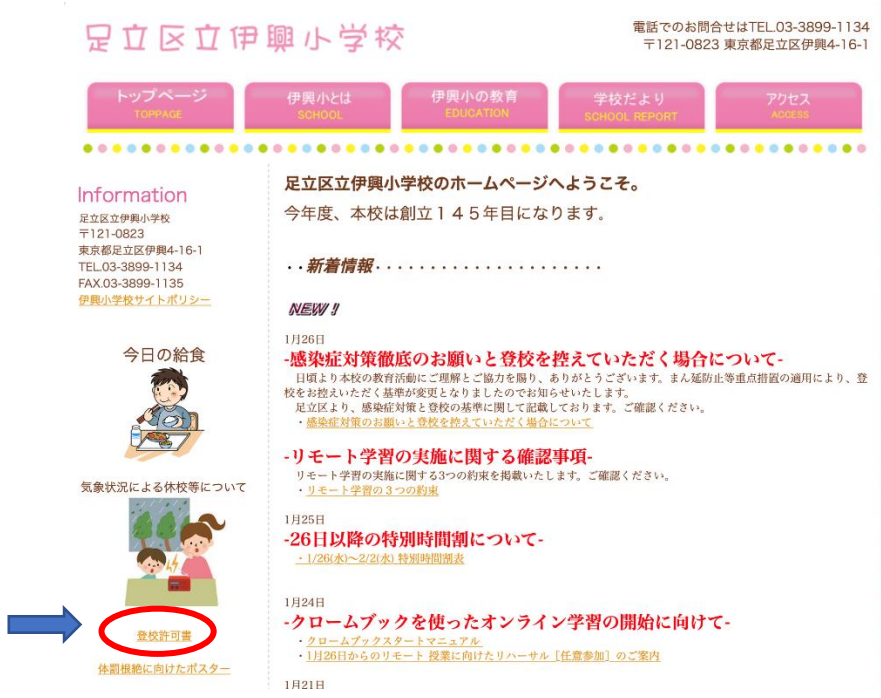 足立区立伊興小学校
電話でのお問合せはTEL.03-3899-1134
〒121-0823 東京都足立区伊興4-16-1
トップページ
TOPPAGE
伊興小とは
SCHOOL
伊興小の教育
EDUCATION
学校だより
SCHOOL REPORT
アクセス
ACCESS
Information
足立区立伊興小学校
〒121-0823
東京都足立区伊興4-16-1
TEL.03-3899-1134
FAX.03-3899-1135
伊興小学校サイトポリシー
今日の給食
気象状況による休校等について
登校許可書
体罰根絶に向けたポスター
足立区立伊興小学校のホームページへようこそ。
今年度、本校は創立145年目になります。
・・新着情報・・・・・・・・・・・・・・・・・・・・・
NEW !!
1月26日
-感染症対策徹底のお願いと登校を控えていただく場合について-
日頃より本校の教育活動にご理解とご協力を賜り、ありがとうございます。まん延防止等重点措置の適用により、登
校をお控えいただく基準が変更となりましたのでお知らせいたします。
足立区より、感染症対策と登校の基準に関して記載しております。ご確認ください。
・感染症対策のお願いと登校を控えていただく場合について
-リモート学習の実施に関する確認事項-
リモート学習の実施に関する3つの約束を掲載いたします。ご確認ください。
・リモート学習の３つの約束
1月25日
-26日以降の特別時間割について-
・1/26(水)～2/2(水) 特別時間割表
1月24日
-クロームブックを使ったオンライン学習の開始に向けて-
・クロームブックスタートマニュアル
・1月26日からのリモート 授業に向けたリハーサル［任意参加］のご案内
1月21日